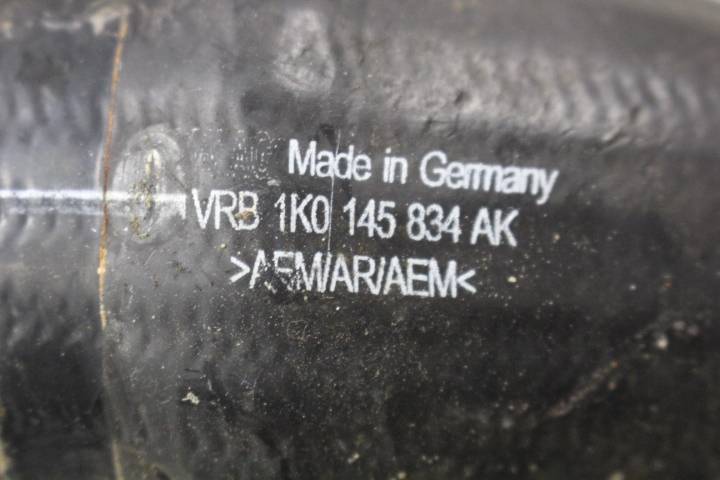 Made in Germany
VRB 1K0 145 834 AK
>AEM/AR/AEM<